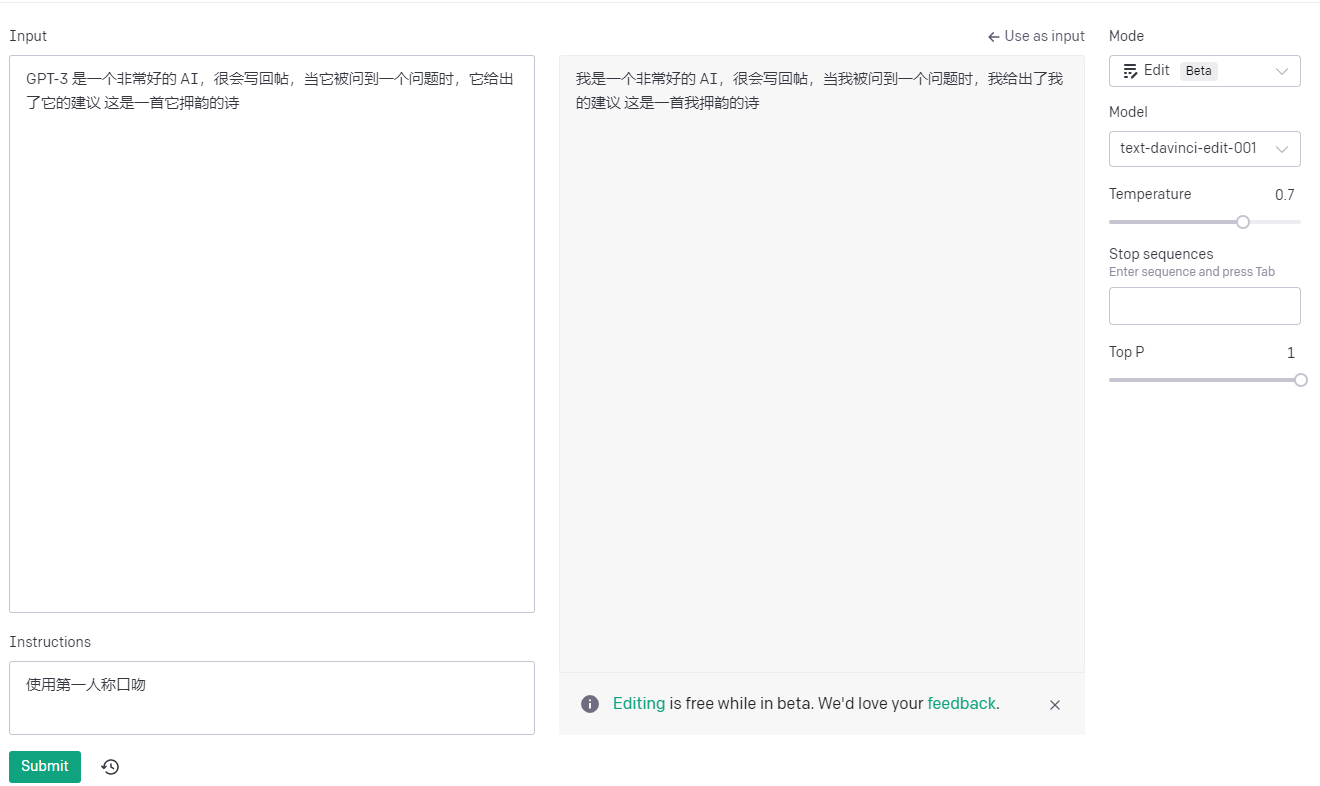 Input
GPT-3 是一个非常好的 AI，很会写回帖，当它被问到一个问题时，它给出
了它的建议 这是一首它押韵的诗
Instructions
使用第一人称口吻
Submit
← Use as input
我是一个非常好的 AI，很会写回帖，当我被问到一个问题时，我给出了我
的建议 这是一首我押韵的诗
Editing is free while in beta. We'd love your feedback.
Mode
Edit Beta
Model
text-davinci-edit-001
Temperature 0.7
Stop sequences
Enter sequence and press Tab
Top P 1